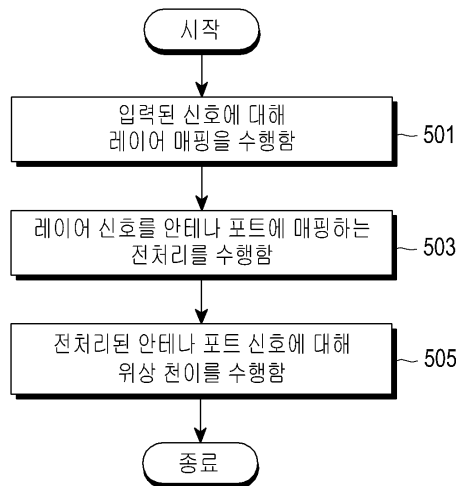 시작
입력된 신호에 대해
레이어 매핑을 수행함
501
레이어 신호를 안테나 포트에 매핑하는
전처리를 수행함
503
전처리된 안테나 포트 신호에 대해
위상 천이를 수행함
505
종료